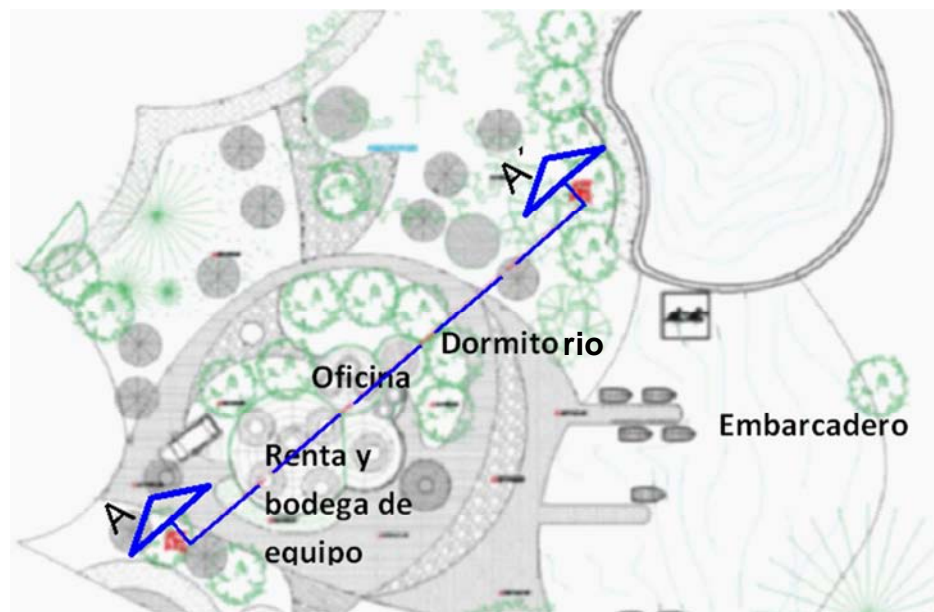 A'
Dormitorio
Oficina
Embarcadero
Renta y
bodega de
A
equipo